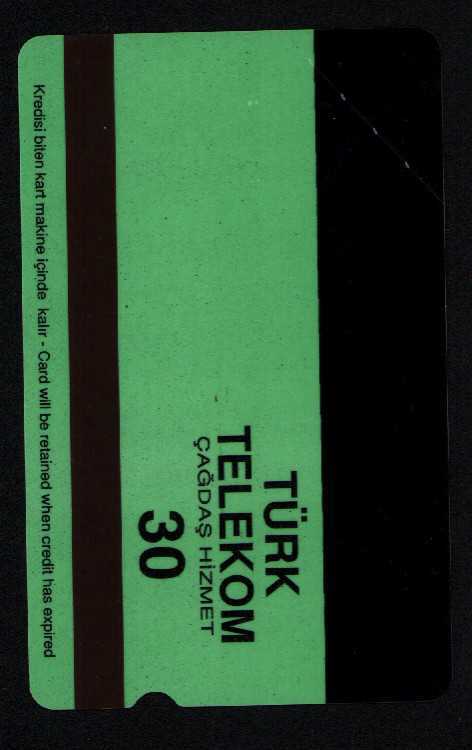 TÜRK
TELEKOM
ÇAĞDAŞ HİZMET
30
Kredisi biten kart makine içinde kalır - Card will be retained when credit has expired